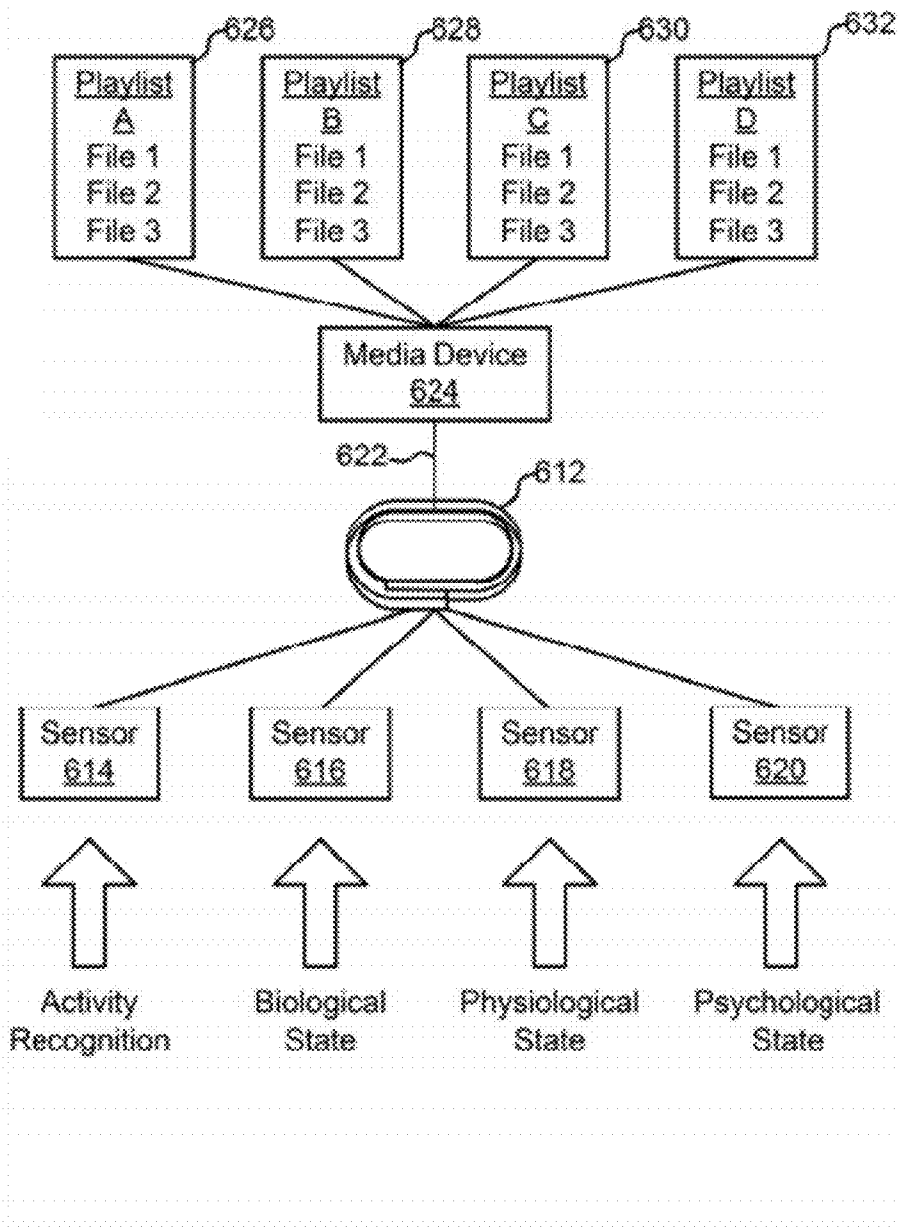 626
628
630
632
Playlist
A
File 1
File 2
File 3
Playlist
B
File 1
File 2
File 3
Playlist
C
File 1
File 2
File 3
Playlist
D
File 1
File 2
File 3
Media Device
624
622
612
Sensor
614
Sensor
616
Sensor
618
Sensor
620
Activity
Recognition
Biological
State
Physiological
State
Psychological
State